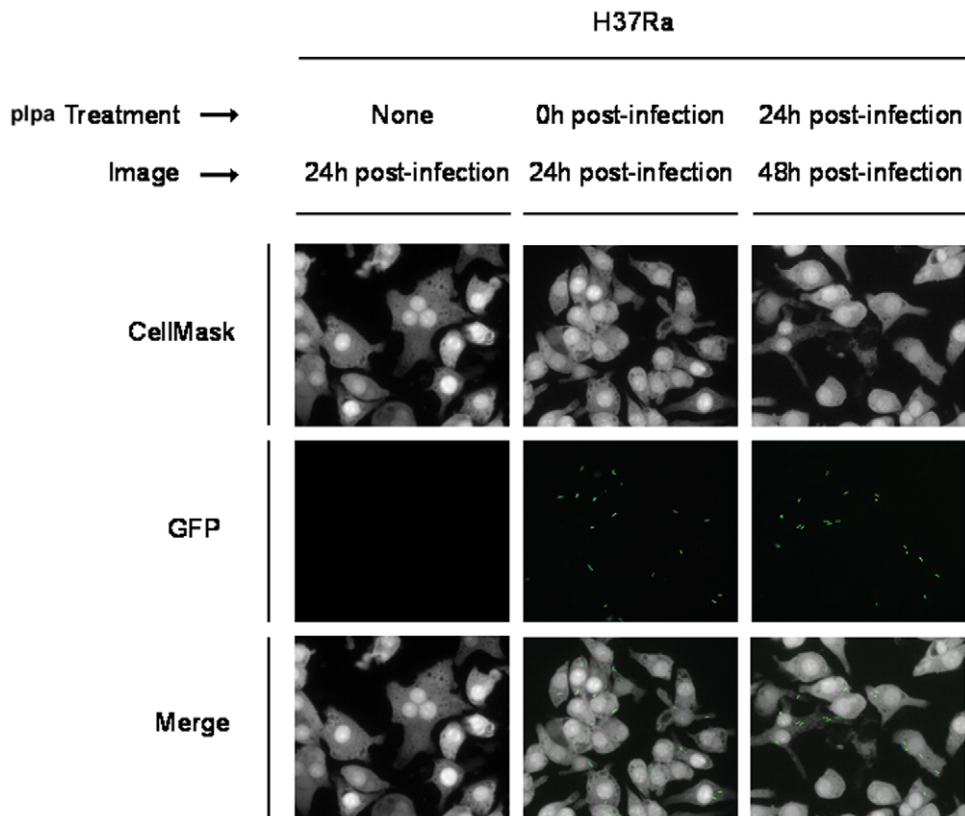 H37Ra
plpa Treatment → None 0h post-infection 24h post-infection
Image → 24h post-infection 24h post-infection 48h post-infection
CellMask
GFP
Merge